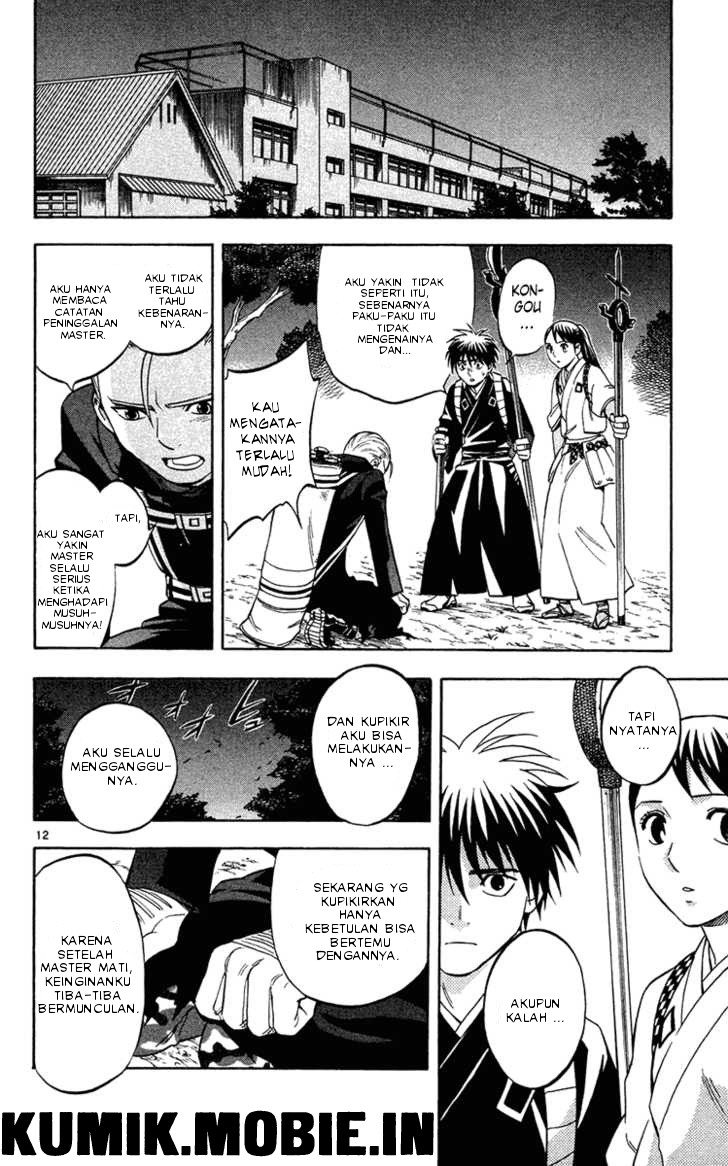 KON-
GOU
...
AKU YAKIN TIDAK
SEPERTI ITU,
SEBENARNYA
PAKU-PAKU ITU
TIDAK
MENGENAINYA
DAN...
KAU
MENGATA-
KANNYA
TERLALU
MUDAH!
AKU TIDAK
TERLALU
TAHU
KEBENARAN-
NYA.
AKU HANYA
MEMBACA
CATATAN
PENINGGALAN
MASTER.
TAPI,
AKU SANGAT
YAKIN
MASTER
SELALU
SERIUS
KETIKA
MENGHADAPI
MUSUH-
MUSUHNYA!
TAPI
NYATANYA
...
AKUPUN
KALAH ...
DAN KUPIKIR
AKU BISA
MELAKUKAN-
NYA ...
AKU SELALU
MENGGANGGU-
NYA.
12
SEKARANG YG
KUPIKIRKAN
HANYA
KEBETULAN BISA
BERTEMU
DENGANNYA.
KARENA
SETELAH
MASTER MATI,
KEINGINANKU
TIBA-TIBA
BERMUNCULAN.
KUMIK.MOBIE.IN